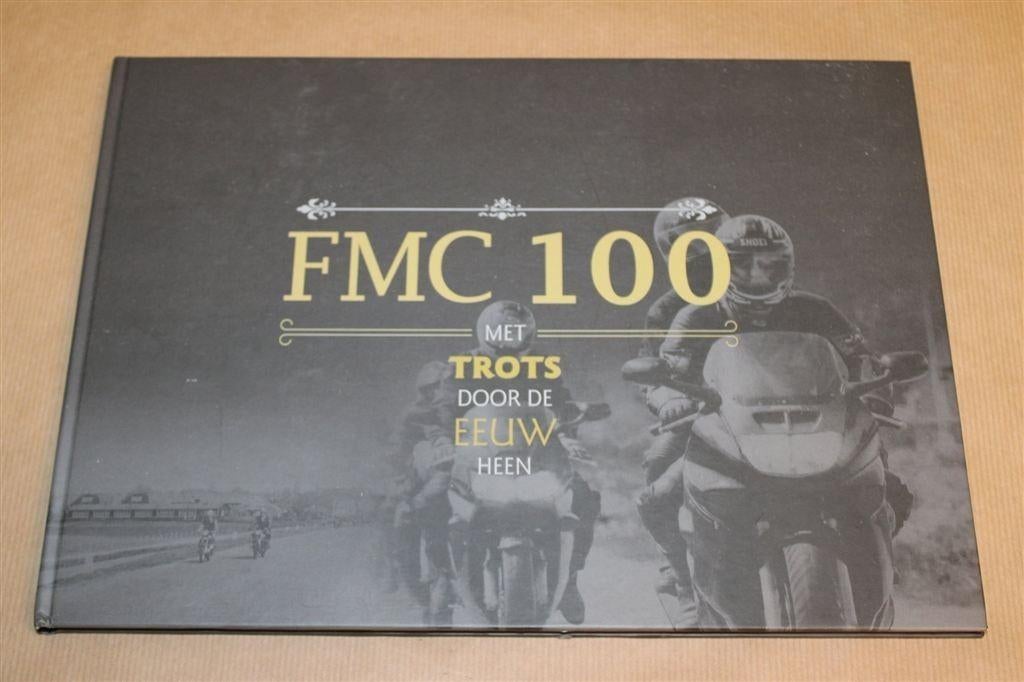 FMC 100
MET
TROTS
DOOR DE
EEUW
HEEN
SHOEI